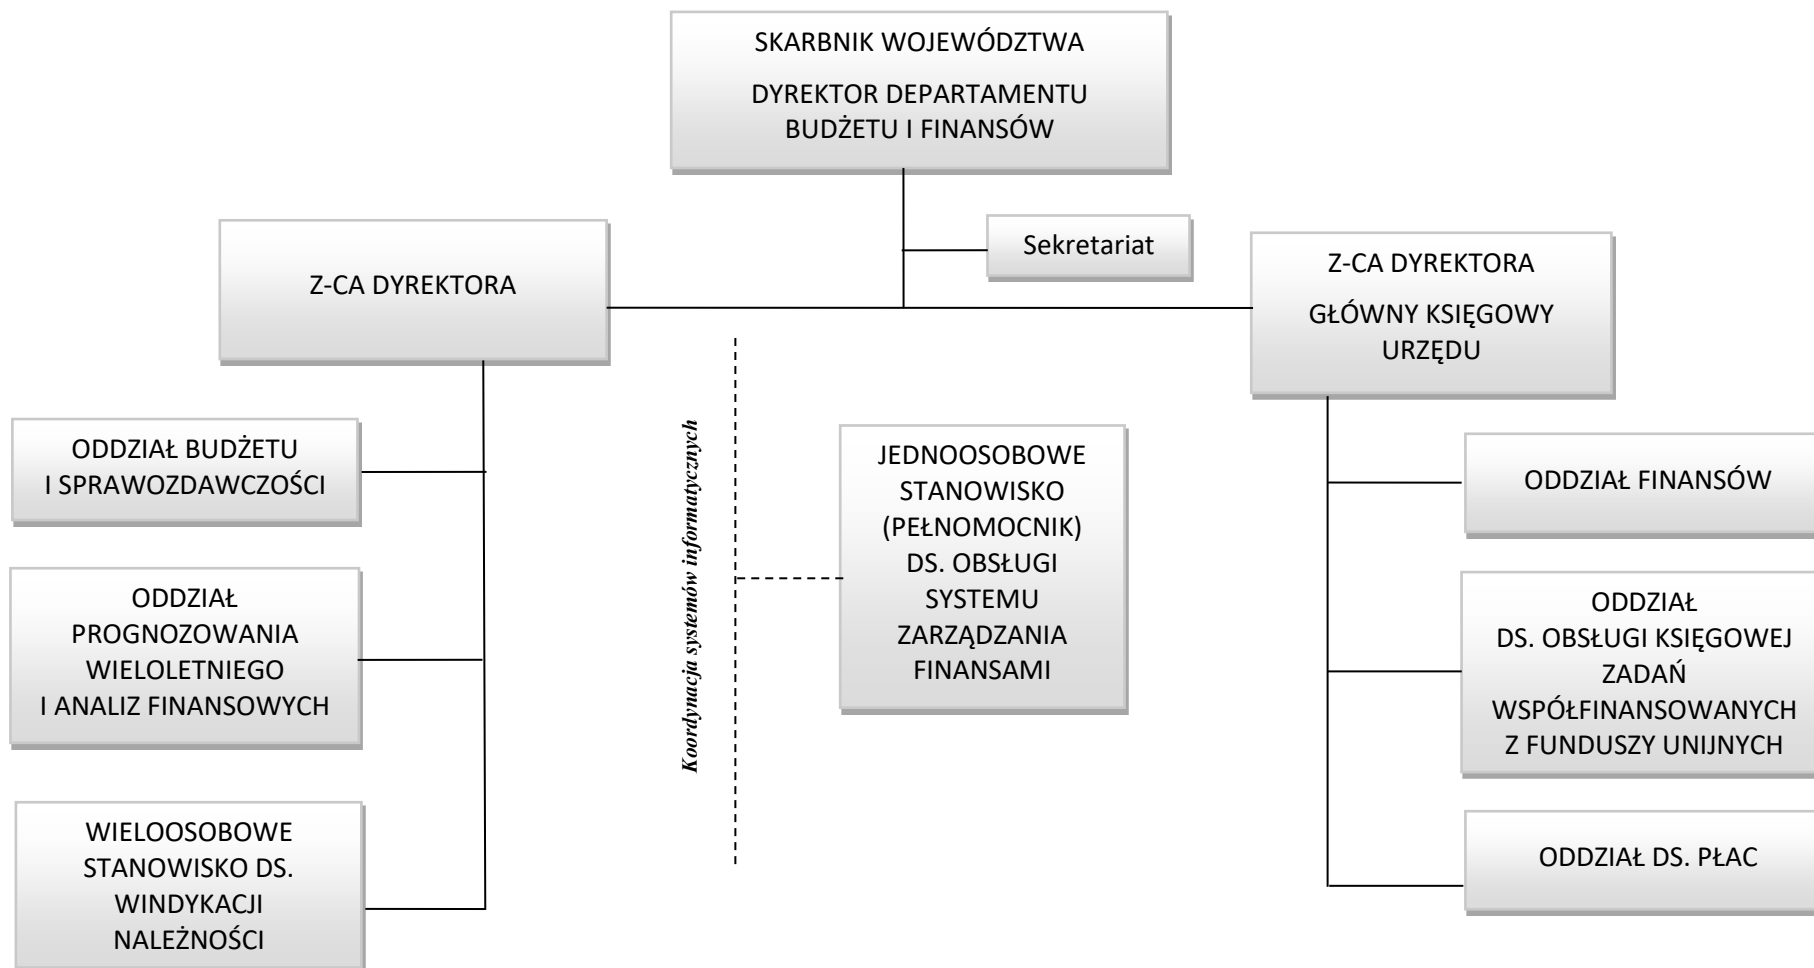 SKARBNIK WOJEWÓDZTWA
DYREKTOR DEPARTAMENTU
BUDŻETU I FINANSÓW
Sekretariat
Z-CA DYREKTORA
Z-CA DYREKTORA
GŁÓWNY KSIĘGOWY
URZĘDU
ODDZIAŁ BUDŻETU
I SPRAWOZDAWCZOŚCI
ODDZIAŁ
PROGNOZOWANIA
WIELOLETNIEGO
I ANALIZ FINANSOWYCH
WIELOOSOBOWE
STANOWISKO DS.
WINDYKACJI
NALEŻNOŚCI
Koordynacja systemów informatycznych
JEDNOOSOBOWE
STANOWISKO
(PEŁNOMOCNIK)
DS. OBSŁUGI
SYSTEMU
ZARZĄDZANIA
FINANSAMI
ODDZIAŁ FINANSÓW
ODDZIAŁ
DS. OBSŁUGI KSIĘGOWEJ
ZADAŃ
WSPÓŁFINANSOWANYCH
Z FUNDUSZY UNIJNYCH
ODDZIAŁ DS. PŁAC